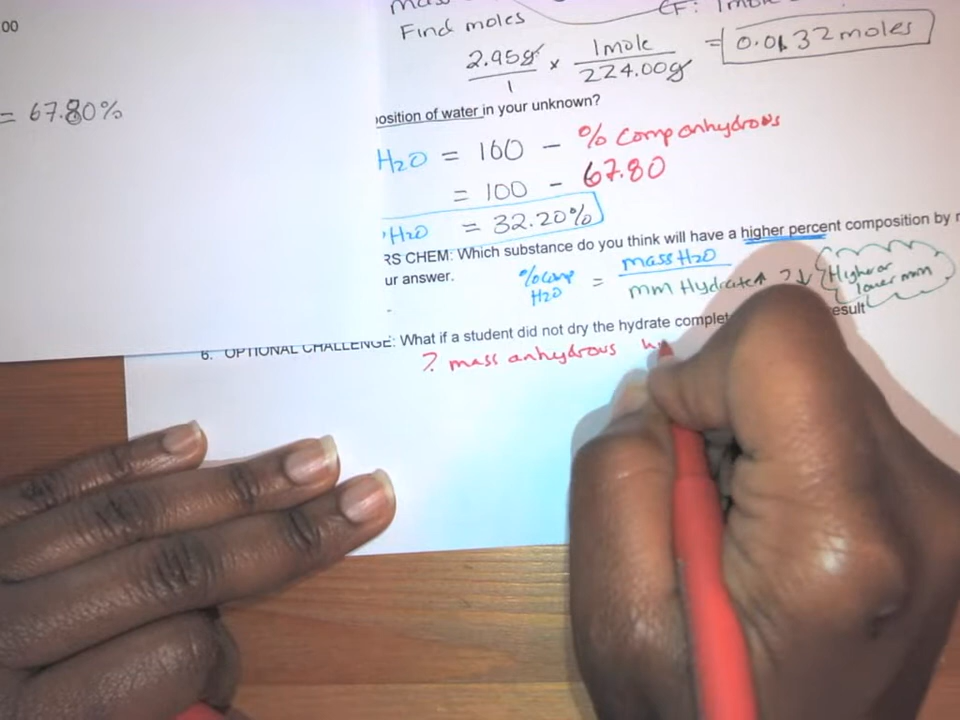 00
= 67.80%
Find moles
2.95g / 1 × 1mole / 224.00g = 0.0132 moles
osition of water in your unknown?
H₂O = 100 - % comp anhydrous
= 100 - 67.80
H₂O = 32.20%
RS CHEM: Which substance do you think will have a higher percent composition by
ur answer.
% comp H₂O = mass H₂O / mm Hydrate↑ ?↓ Higher or lower mm
6. OPTIONAL CHALLENGE: What if a student did not dry the hydrate complet
esult
? mass anhydrous